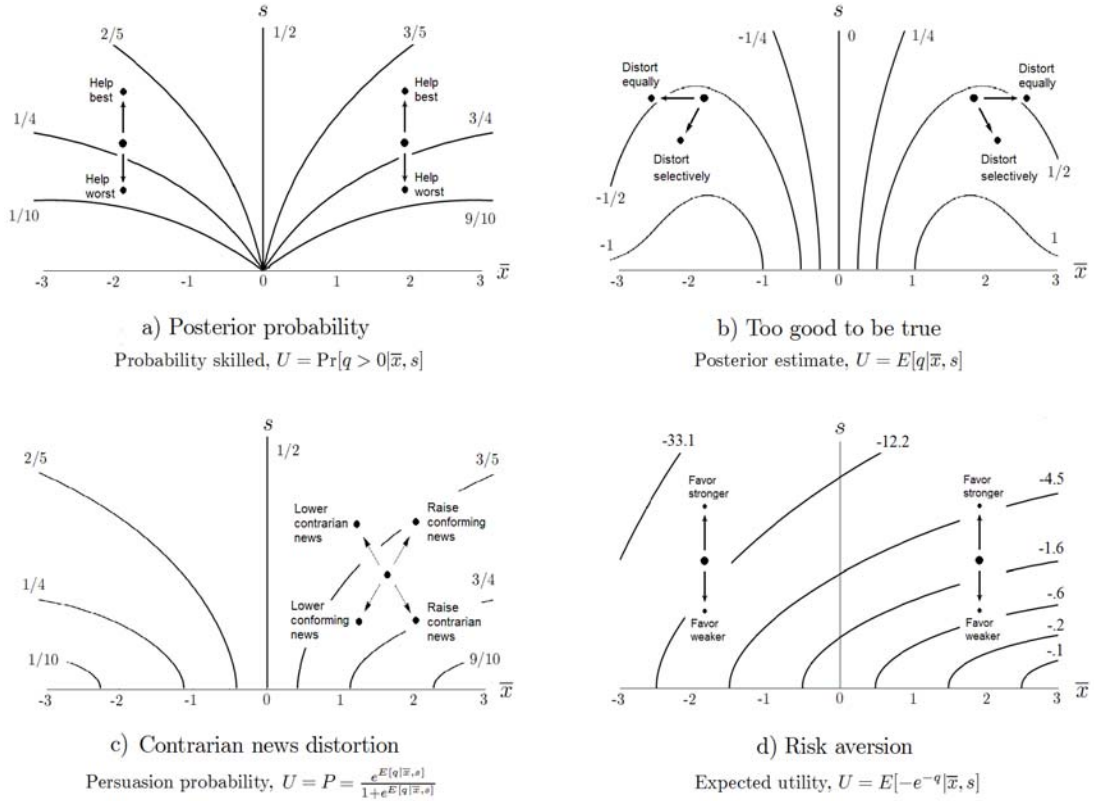 s
2/5
1/2
3/5
Help
best
Help
best
1/4
3/4
Help
worst
Help
worst
1/10
9/10
-3
-2
-1
0
1
2
3
x̅
a) Posterior probability
Probability skilled, U = Pr[q > 0|x̅, s]
s
-1/4
0
1/4
Distort
equally
Distort
equally
Distort
selectively
Distort
selectively
-1/2
1/2
-1
1
-3
-2
-1
0
1
2
3
x̅
b) Too good to be true
Posterior estimate, U = E[q|x̅, s]
s
2/5
1/2
3/5
Lower
contrarian
news
Raise
conforming
news
1/4
3/4
Lower
conforming
news
Raise
contrarian
news
1/10
9/10
-3
-2
-1
0
1
2
3
x̅
c) Contrarian news distortion
Persuasion probability, U = P = e^{E[q|x̅,s]}/(1+e^{E[q|x̅,s]})
s
-33.1
-12.2
Favor
stronger
Favor
stronger
-4.5
-1.6
-.6
Favor
weaker
Favor
weaker
-.2
-.1
-3
-2
-1
0
1
2
3
x̅
d) Risk aversion
Expected utility, U = E[-e^{-q}|x̅, s]